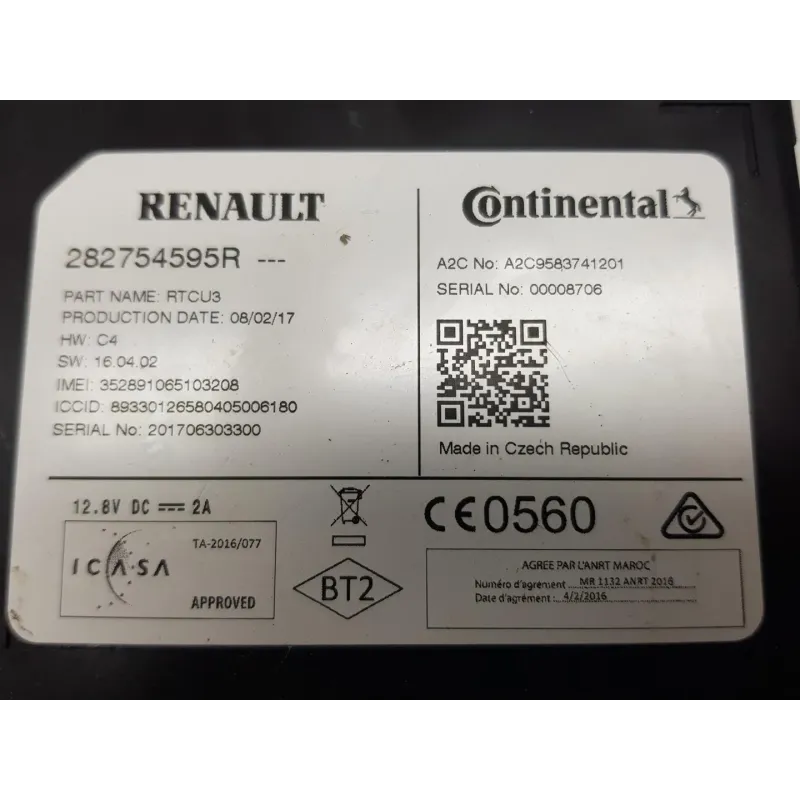 RENAULT
282754595R ---
PART NAME: RTCU3
PRODUCTION DATE: 08/02/17
HW: C4
SW: 16.04.02
IMEI: 352891065103208
ICCID: 89330126580405006180
SERIAL No: 201706303300
Continental
A2C No: A2C9583741201
SERIAL No: 00008706
Made in Czech Republic
12.8V DC ⎓ 2A
ICASA
TA-2016/077
APPROVED
BT2
CE0560
AGREE PAR L'ANRT MAROC
Numéro d'agrément : MR 1132 ANRT 2016
Date d'agrément : 4/2/2016